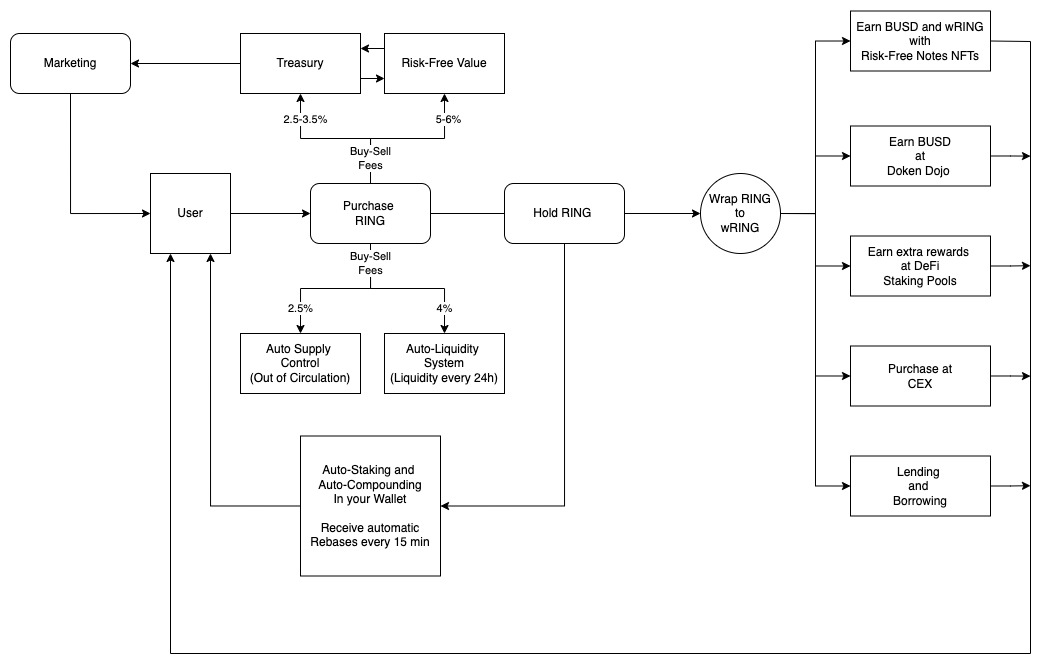 Marketing
Treasury
Risk-Free Value
2.5-3.5%
5-6%
Buy-Sell
Fees
User
Purchase
RING
Hold RING
Wrap RING
to
wRING
Buy-Sell
Fees
2.5%
4%
Auto Supply
Control
(Out of Circulation)
Auto-Liquidity
System
(Liquidity every 24h)
Auto-Staking and
Auto-Compounding
In your Wallet
Receive automatic
Rebases every 15 min
Earn BUSD and wRING
with
Risk-Free Notes NFTs
Earn BUSD
at
Doken Dojo
Earn extra rewards
at DeFi
Staking Pools
Purchase at
CEX
Lending
and
Borrowing